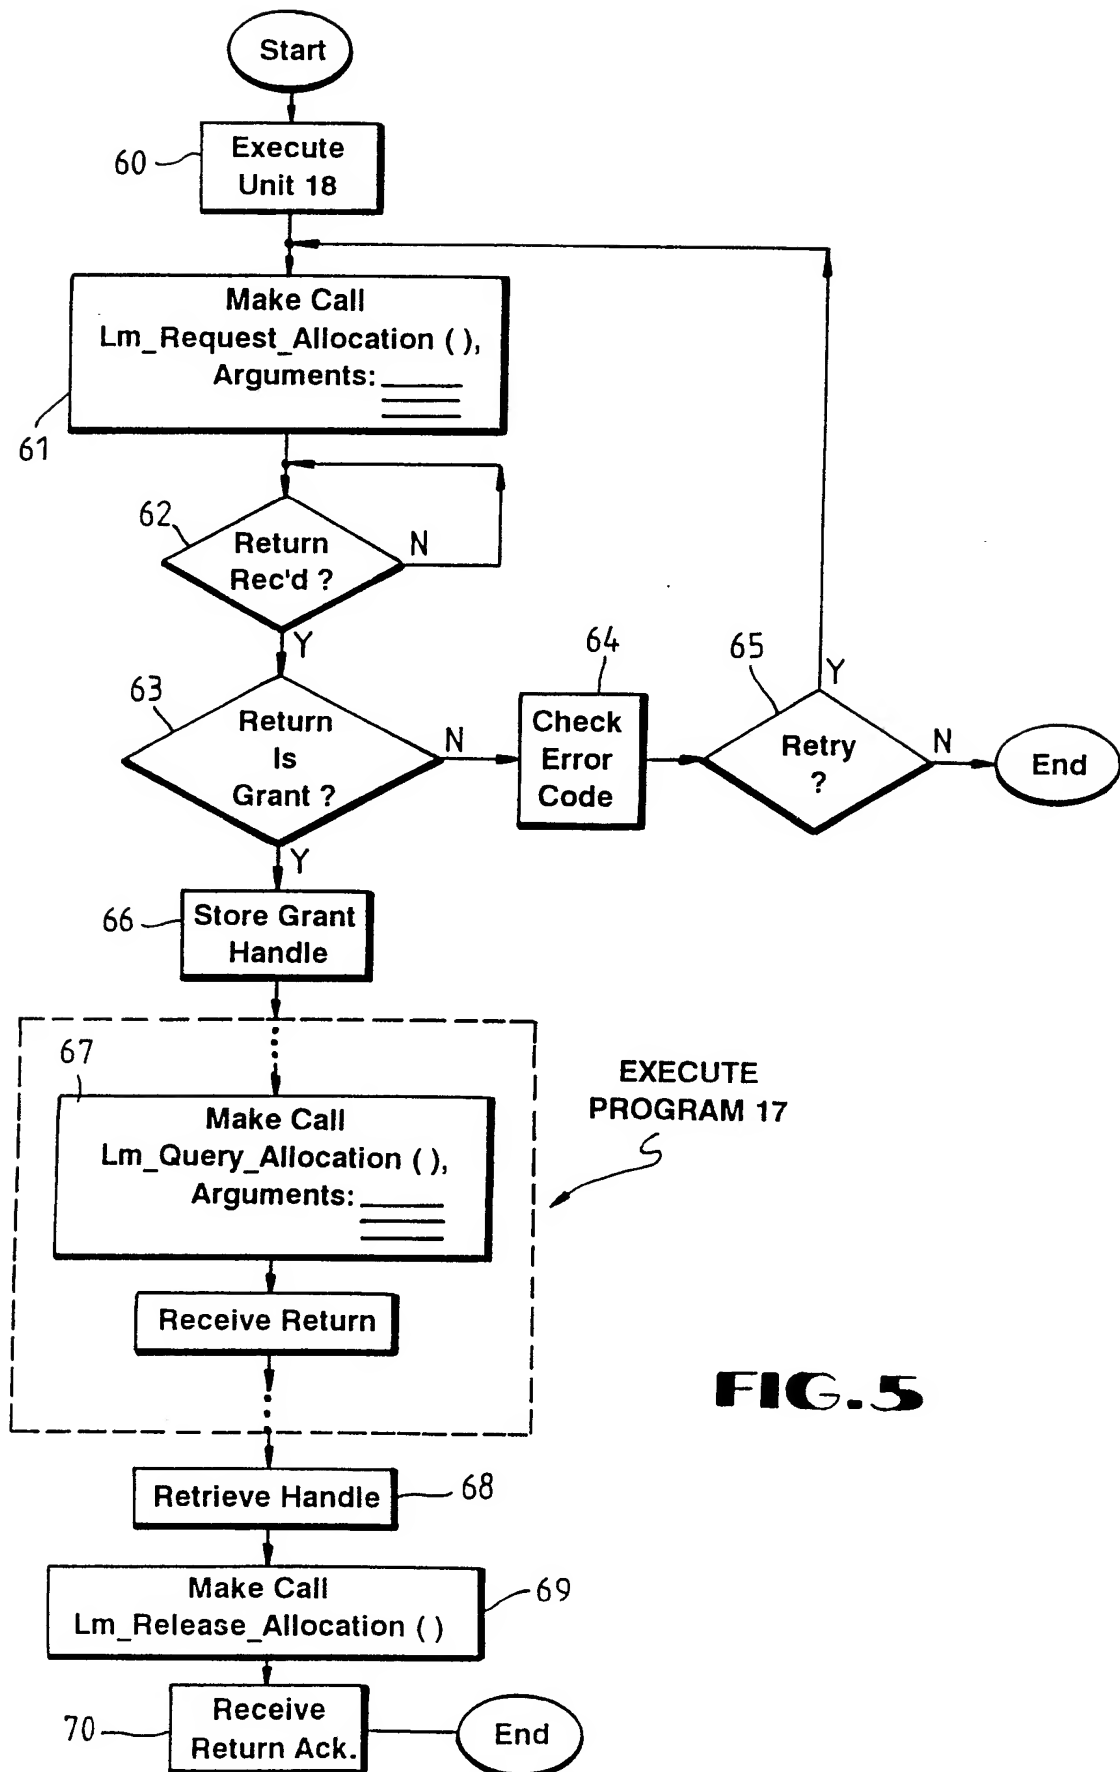 Start
60
Execute
Unit 18
Make Call
Lm_Request_Allocation ( ),
Arguments:
61
62
Return
Rec'd ?
N
Y
63
Return
Is
Grant ?
N
Y
64
Check
Error
Code
65
Retry
?
Y
N
End
66
Store Grant
Handle
67
Make Call
Lm_Query_Allocation ( ),
Arguments:
EXECUTE
PROGRAM 17
Receive Return
FIG.5
Retrieve Handle
68
Make Call
Lm_Release_Allocation ( )
69
70
Receive
Return Ack.
End